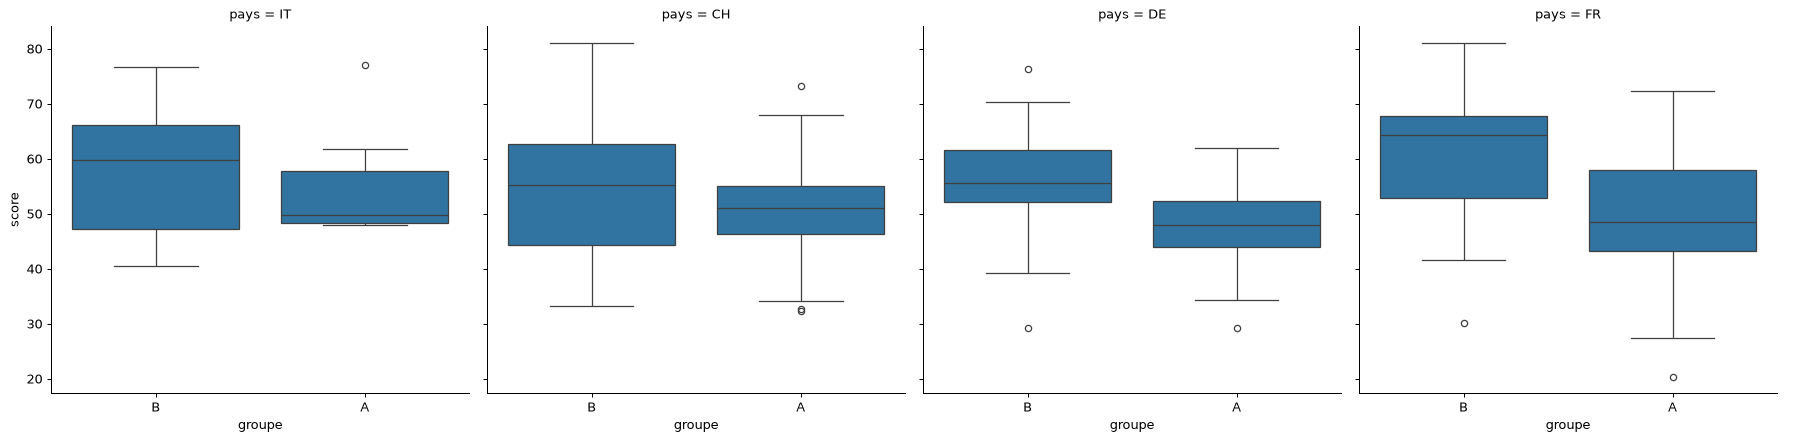 pays = IT
pays = CH
pays = DE
pays = FR
score
80
70
60
50
40
30
20
B
A
B
A
B
A
B
A
groupe
groupe
groupe
groupe